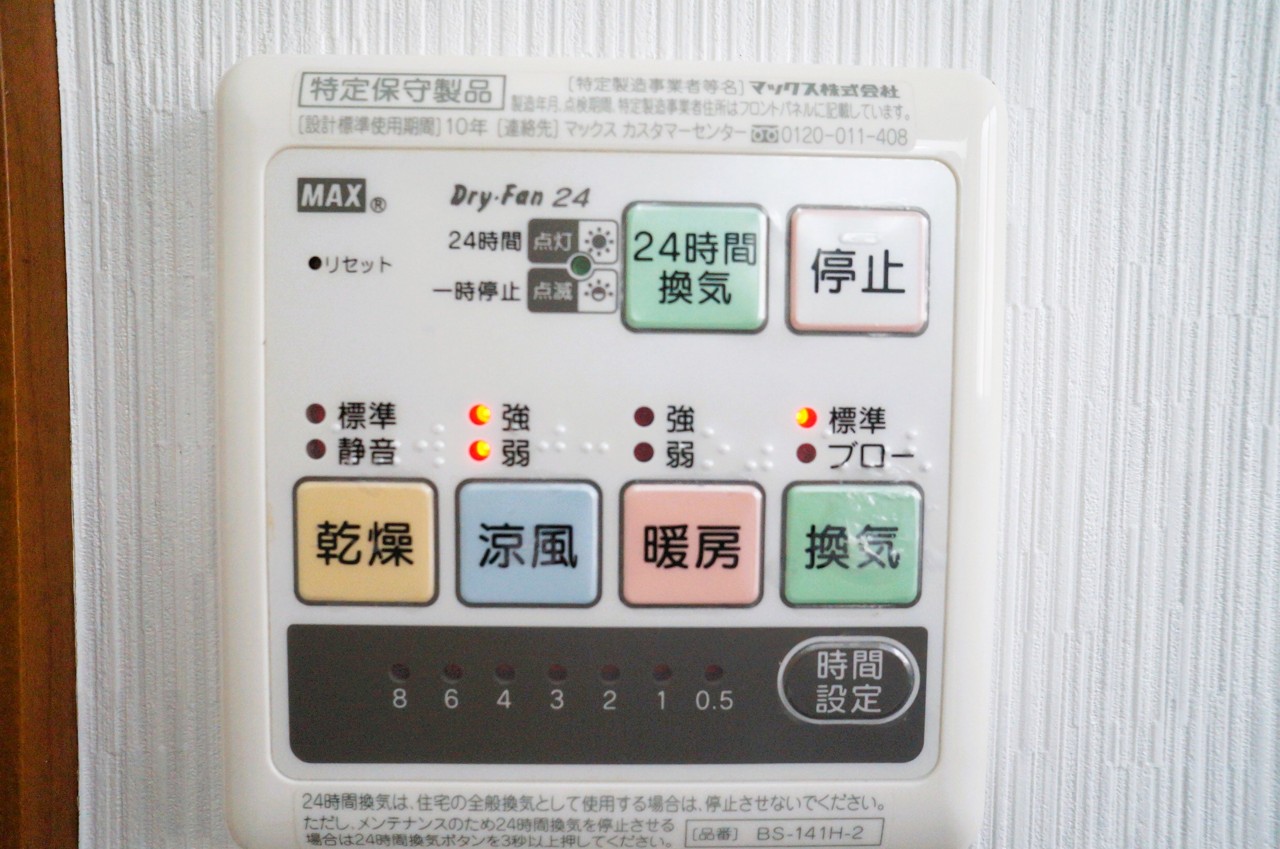 特定保守製品 [特定製造事業者等名] マックス株式会社
製造年月、点検期間、特定製造事業者住所はフロントパネルに記載しています。
[設計標準使用期間] 10年 [連絡先] マックス カスタマーセンター 0120-011-408
MAX® Dry・Fan 24
24時間 点灯
一時停止 点滅
24時間
換気
停止
リセット
標準 強 強 標準
静音 弱 弱 ブロー
乾燥 涼風 暖房 換気
8 6 4 3 2 1 0.5
時間
設定
24時間換気は、住宅の全般換気として使用する場合は、停止させないでください。
ただし、メンテナンスのため24時間換気を停止させる
場合は24時間換気ボタンを3秒以上押してください。
[品番] BS-141H-2